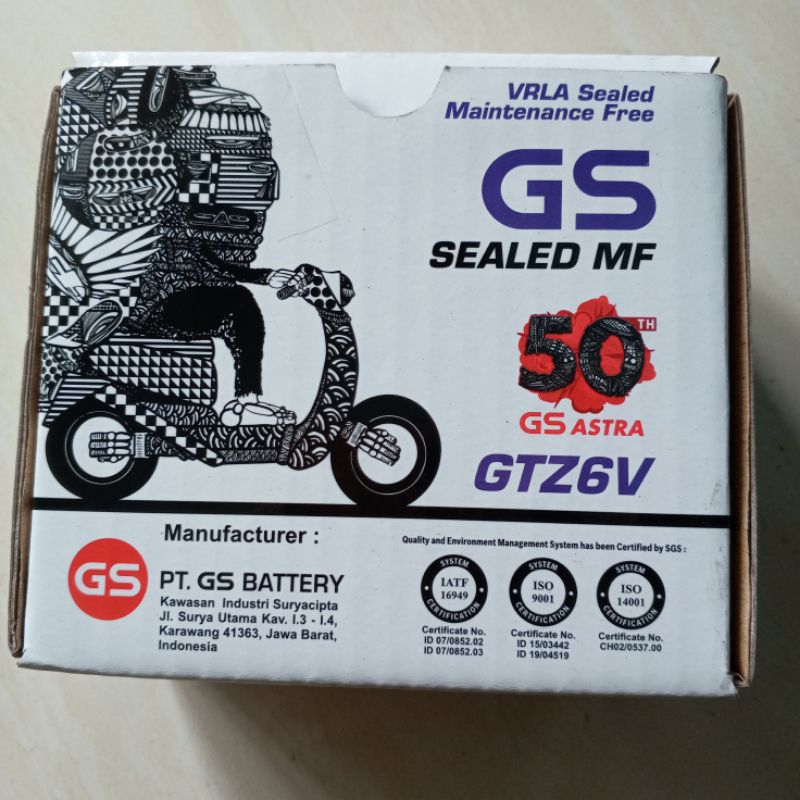 VRLA Sealed
Maintenance Free
GS
SEALED MF
50TH
GS ASTRA
GTZ6V
Manufacturer :
GS
PT. GS BATTERY
Kawasan Industri Suryacipta
Jl. Surya Utama Kav. I.3 - I.4,
Karawang 41363, Jawa Barat,
Indonesia
Quality and Environment Management System has been Certified by SGS :
SYSTEM
IATF
16949
CERTIFICATION
Certificate No.
ID 07/0852.02
ID 07/0852.03
SYSTEM
ISO
9001
CERTIFICATION
Certificate No.
ID 15/03442
ID 19/04519
SYSTEM
ISO
14001
CERTIFICATION
Certificate No.
CH02/0537.00